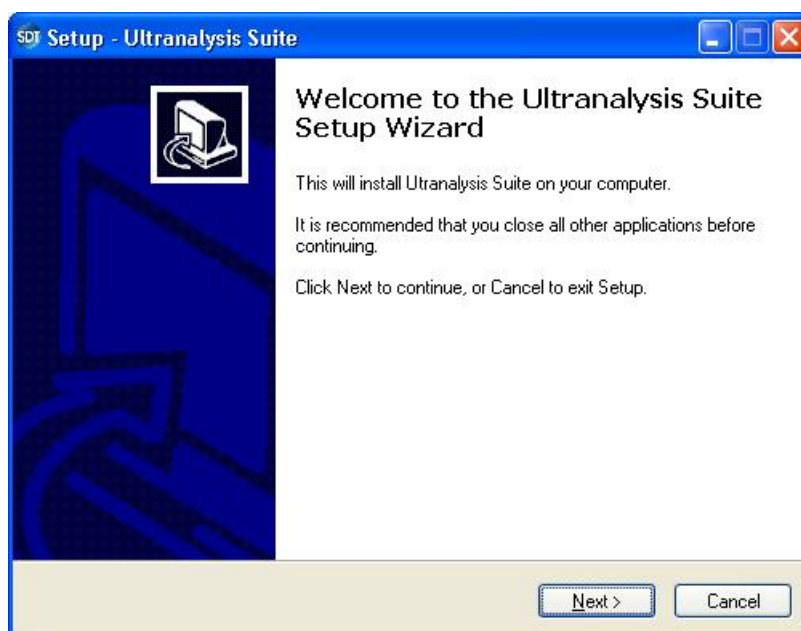 SDT Setup - Ultranalysis Suite
Welcome to the Ultranalysis Suite
Setup Wizard
This will install Utranalysis Suite on your computer.
It is recommended that you close all other applications before
continuing.
Click Next to continue, or Cancel to exit Setup.
Next > Cancel